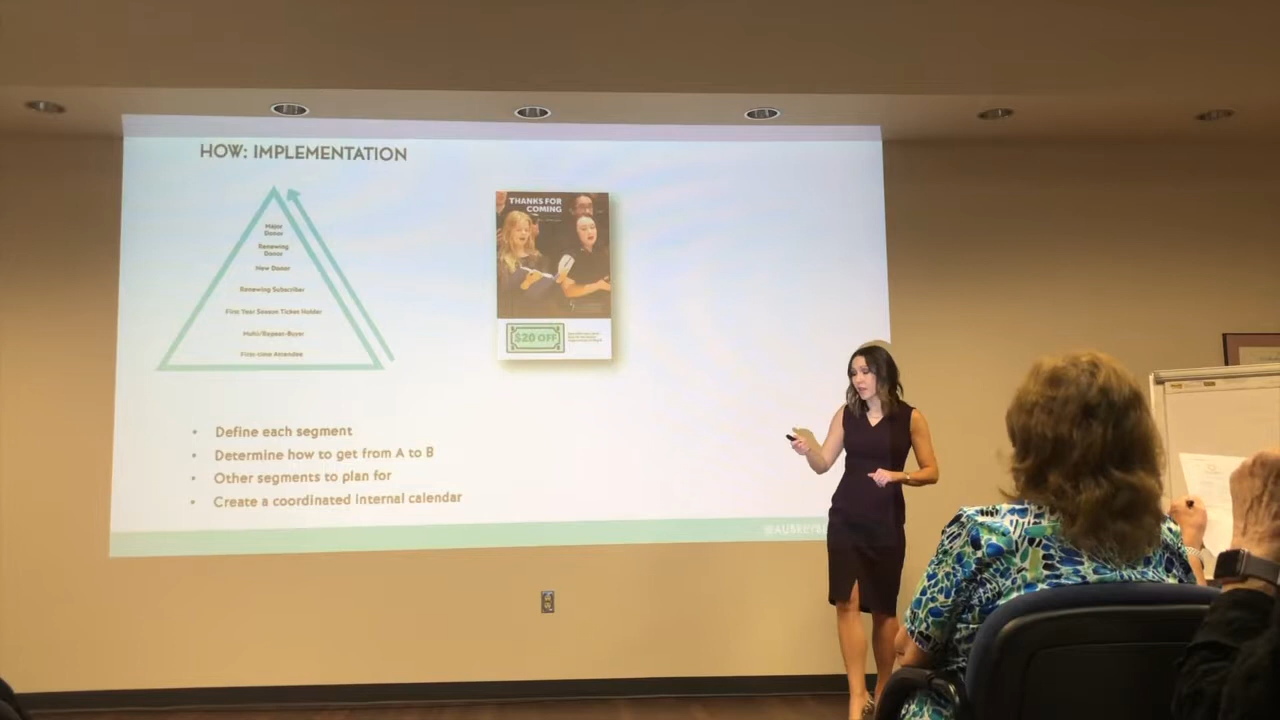 HOW: IMPLEMENTATION
Major
Donor
Renewing
Donor
New Donor
Renewing Subscriber
First Year Season Ticket Holder
Multi/Repeat-Buyer
First-time Attendee
THANKS FOR
COMING
$20 OFF
• Define each segment
• Determine how to get from A to B
• Other segments to plan for
• Create a coordinated internal calendar